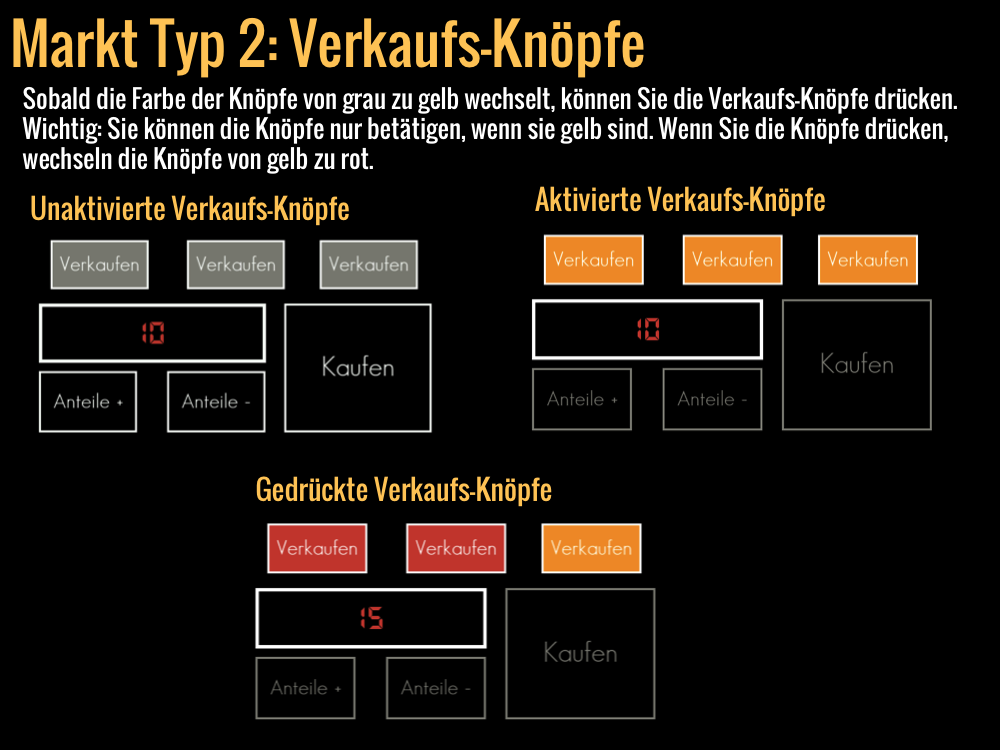 Markt Typ 2: Verkaufs-Knöpfe
Sobald die Farbe der Knöpfe von grau zu gelb wechselt, können Sie die Verkaufs-Knöpfe drücken.
Wichtig: Sie können die Knöpfe nur betätigen, wenn sie gelb sind. Wenn Sie die Knöpfe drücken,
wechseln die Knöpfe von gelb zu rot.
Unaktivierte Verkaufs-Knöpfe
Verkaufen Verkaufen Verkaufen
10
Kaufen
Anteile + Anteile -
Aktivierte Verkaufs-Knöpfe
Verkaufen Verkaufen Verkaufen
10
Kaufen
Anteile + Anteile -
Gedrückte Verkaufs-Knöpfe
Verkaufen Verkaufen Verkaufen
15
Kaufen
Anteile + Anteile -